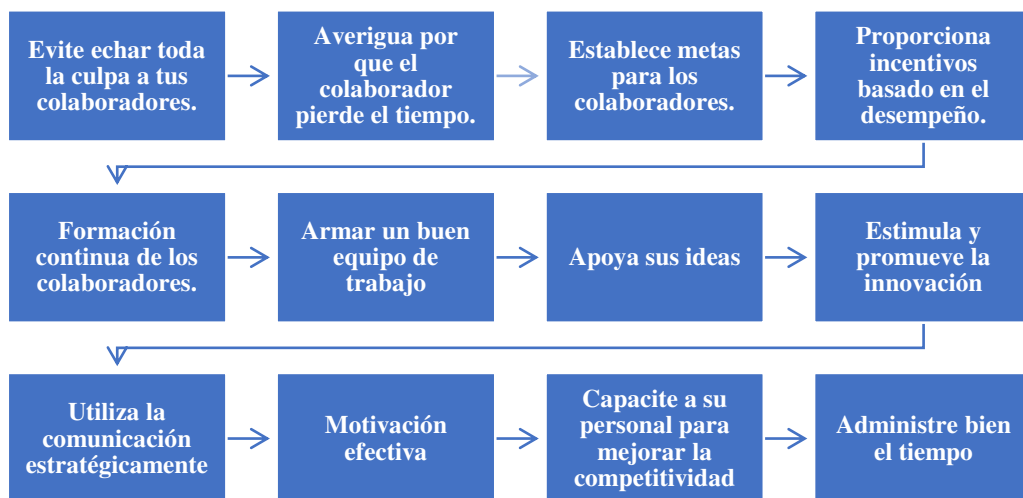 Evite echar toda
la culpa a tus
colaboradores.
Averigua por
que el
colaborador
pierde el tiempo.
Establece metas
para los
colaboradores.
Proporciona
incentivos
basado en el
desempeño.
Formación
continua de los
colaboradores.
Armar un buen
equipo de
trabajo
Apoya sus ideas
Estimula y
promueve la
innovación
Utiliza la
comunicación
estratégicamente
Motivación
efectiva
Capacite a su
personal para
mejorar la
competitividad
Administre bien
el tiempo